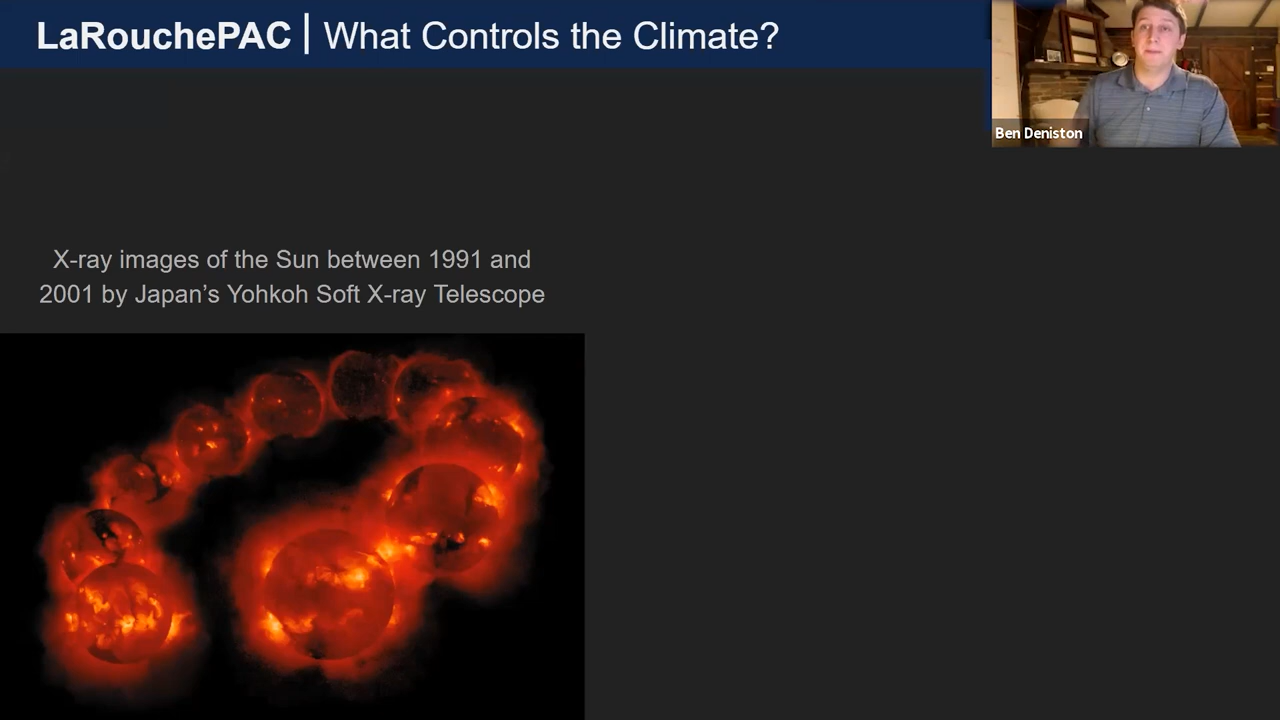 LaRouchePAC | What Controls the Climate?
Ben Deniston
X-ray images of the Sun between 1991 and
2001 by Japan’s Yohkoh Soft X-ray Telescope